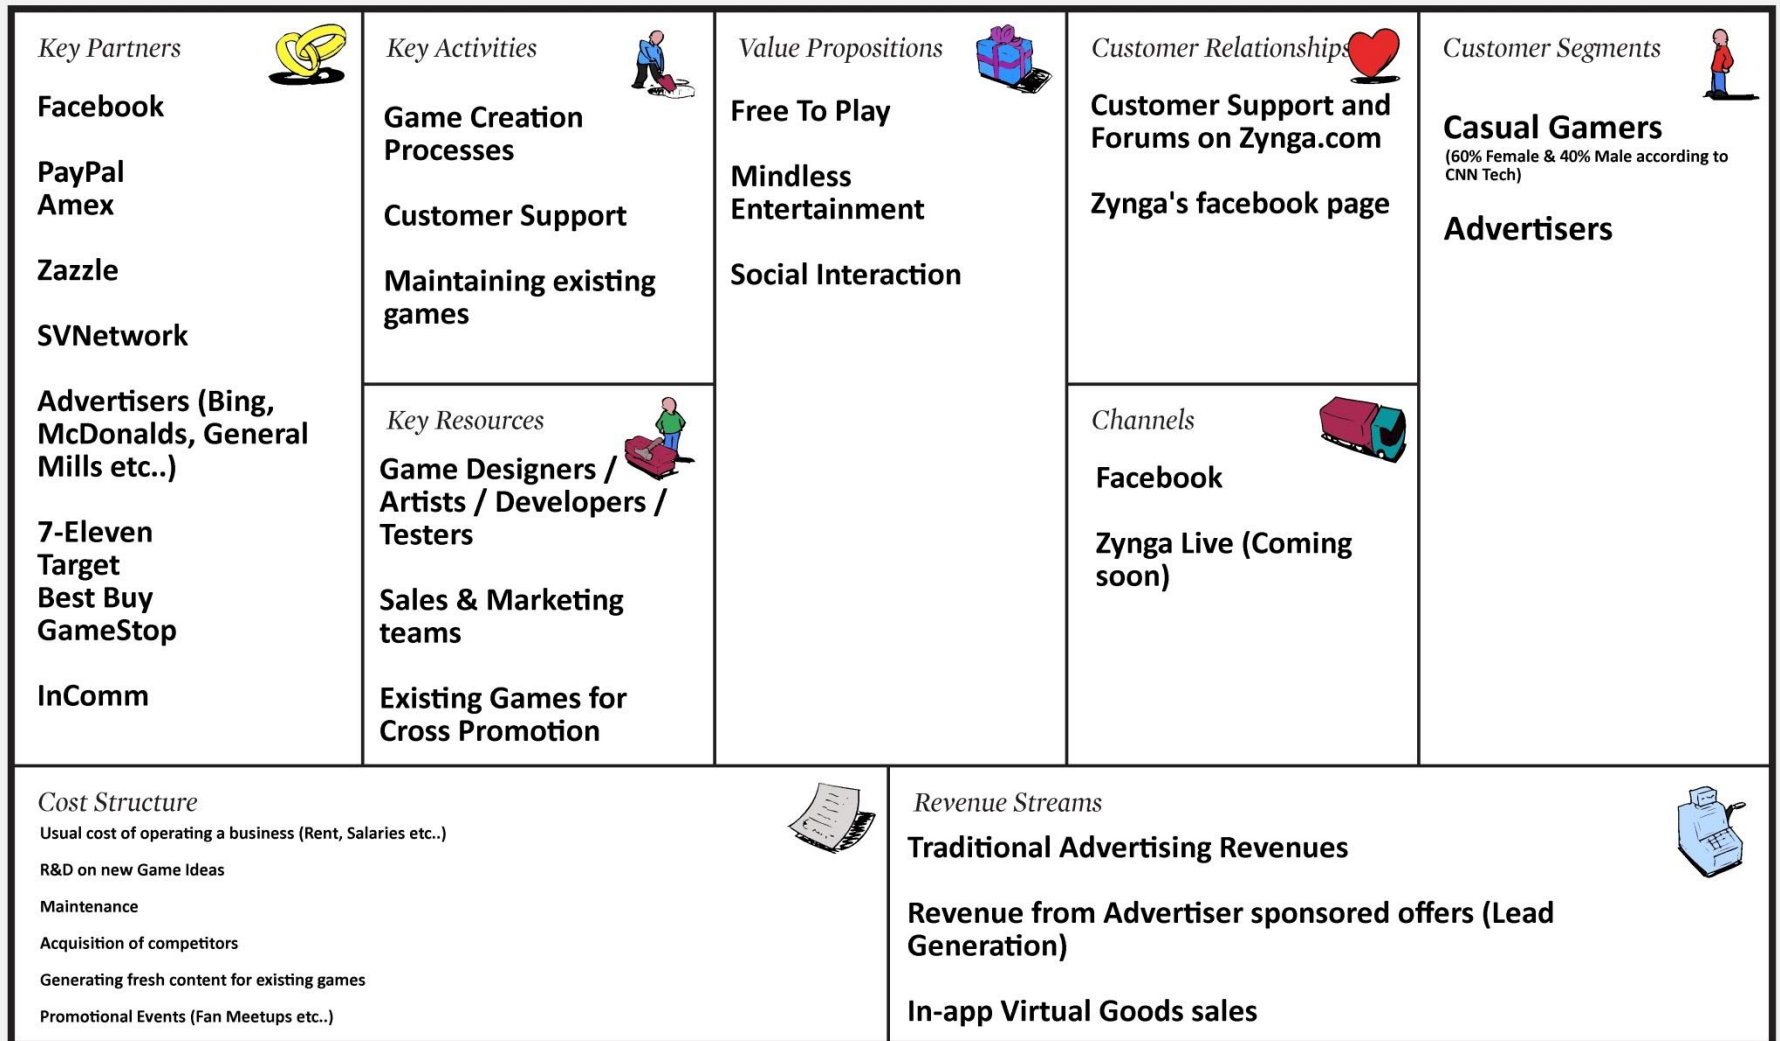 Key Partners
Facebook
PayPal
Amex
Zazzle
SVNetwork
Advertisers (Bing,
McDonalds, General
Mills etc..)
7-Eleven
Target
Best Buy
GameStop
InComm
Key Activities
Game Creation
Processes
Customer Support
Maintaining existing
games
Key Resources
Game Designers /
Artists / Developers /
Testers
Sales & Marketing
teams
Existing Games for
Cross Promotion
Value Propositions
Free To Play
Mindless
Entertainment
Social Interaction
Customer Relationships
Customer Support and
Forums on Zynga.com
Zynga's facebook page
Channels
Facebook
Zynga Live (Coming
soon)
Customer Segments
Casual Gamers
(60% Female & 40% Male according to
CNN Tech)
Advertisers
Cost Structure
Usual cost of operating a business (Rent, Salaries etc..)
R&D on new Game Ideas
Maintenance
Acquisition of competitors
Generating fresh content for existing games
Promotional Events (Fan Meetups etc..)
Revenue Streams
Traditional Advertising Revenues
Revenue from Advertiser sponsored offers (Lead
Generation)
In-app Virtual Goods sales